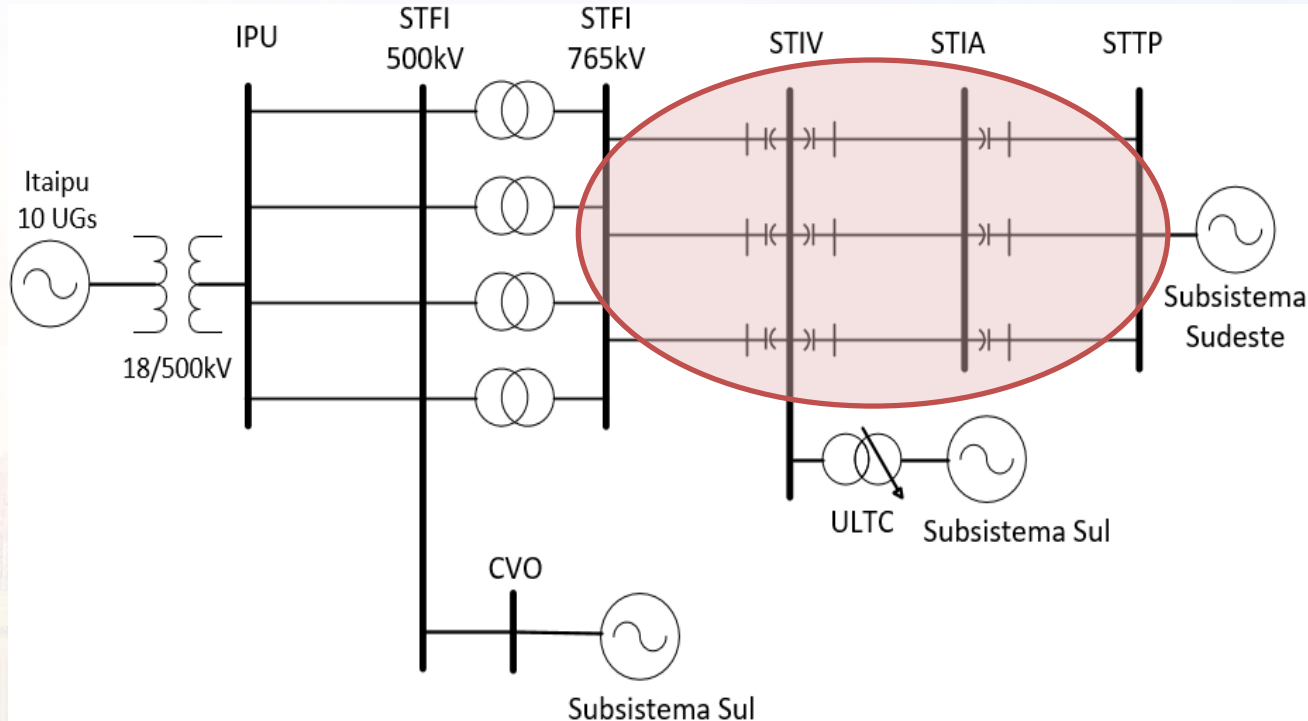 IPU
STFI
500kV
STFI
765kV
STIV
STIA
STTP
Itaipu
10 UGs
18/500kV
Subsistema
Sudeste
ULTC
Subsistema Sul
CVO
Subsistema Sul